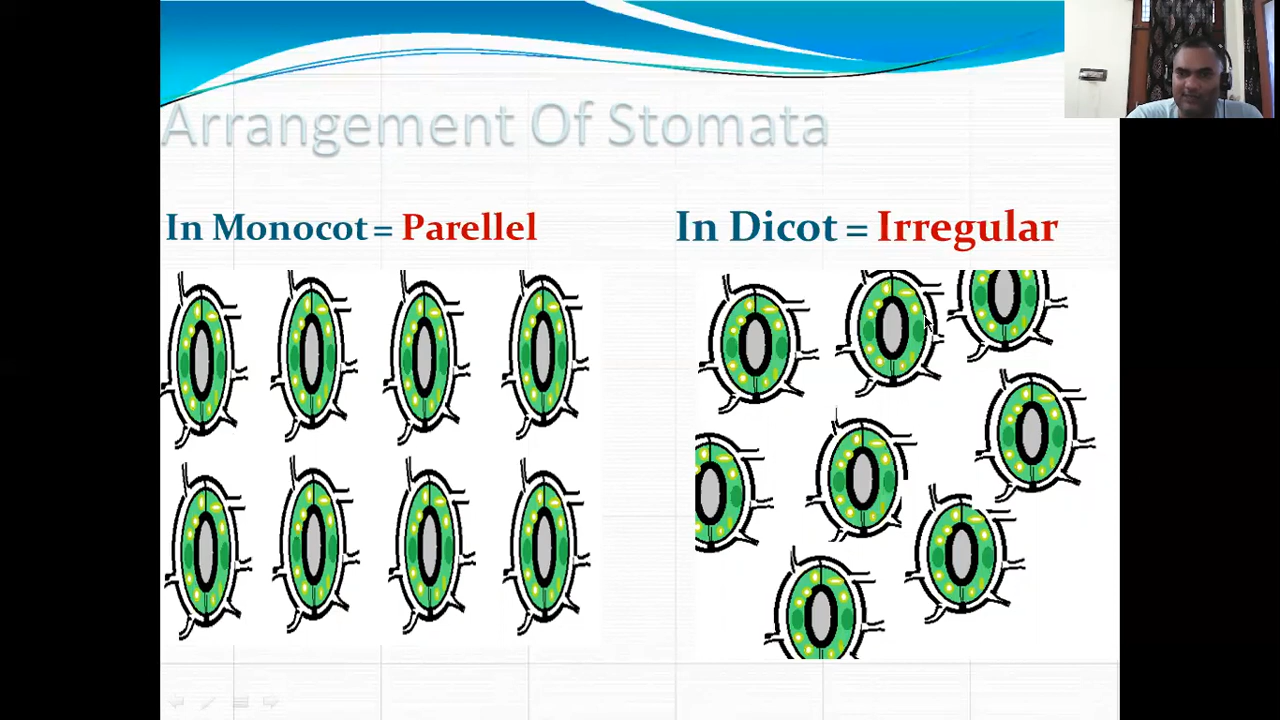 Arrangement Of Stomata
In Monocot = Parellel
In Dicot = Irregular